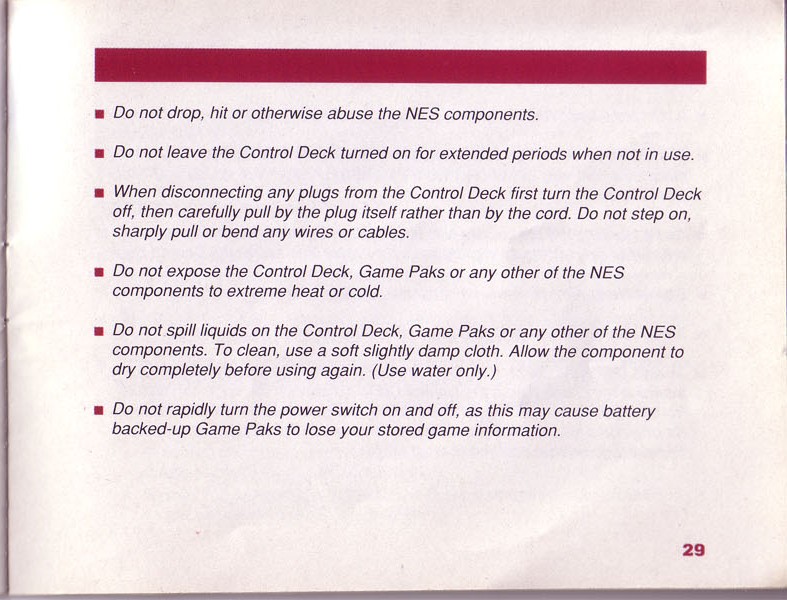 ■ Do not drop, hit or otherwise abuse the NES components.
■ Do not leave the Control Deck turned on for extended periods when not in use.
■ When disconnecting any plugs from the Control Deck first turn the Control Deck
off, then carefully pull by the plug itself rather than by the cord. Do not step on,
sharply pull or bend any wires or cables.
■ Do not expose the Control Deck, Game Paks or any other of the NES
components to extreme heat or cold.
■ Do not spill liquids on the Control Deck, Game Paks or any other of the NES
components. To clean, use a soft slightly damp cloth. Allow the component to
dry completely before using again. (Use water only.)
■ Do not rapidly turn the power switch on and off, as this may cause battery
backed-up Game Paks to lose your stored game information.
29